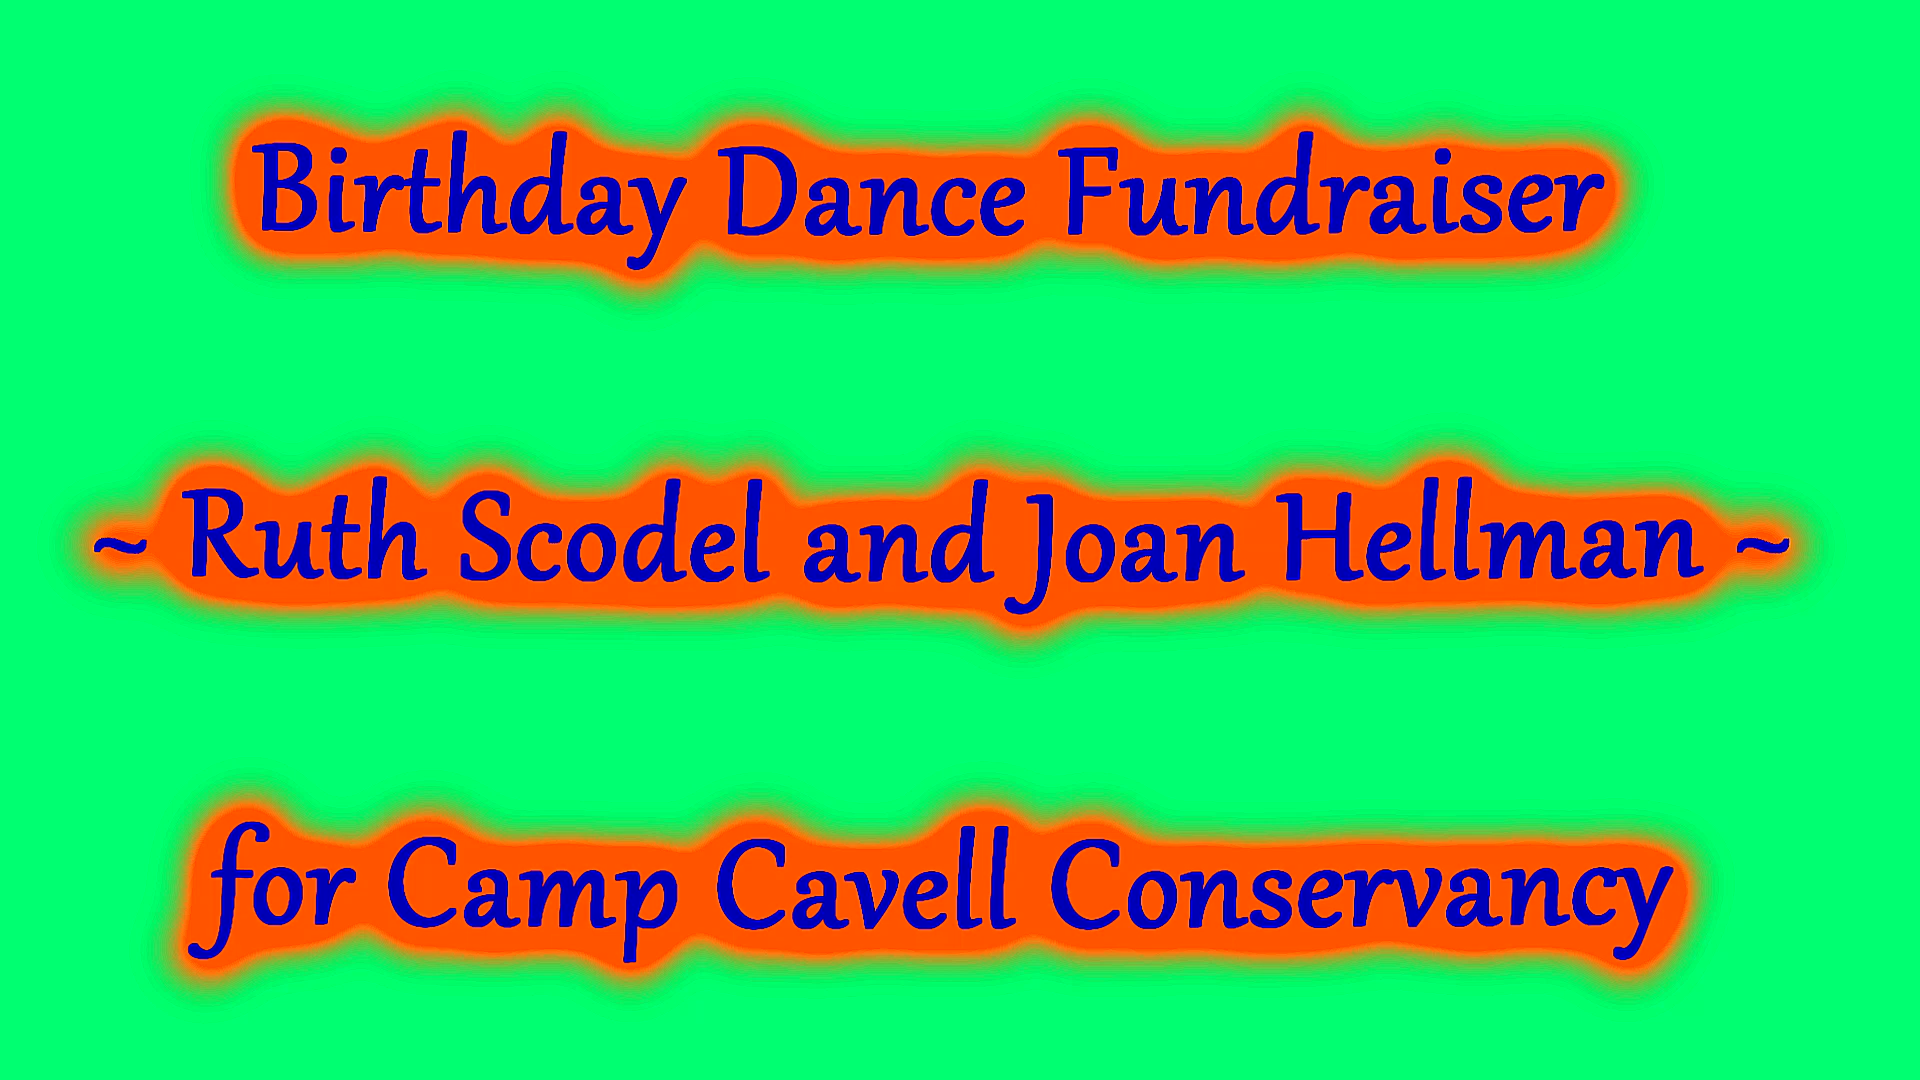 Birthday Dance Fundraiser
~ Ruth Scodel and Joan Hellman ~
for Camp Cavell Conservancy